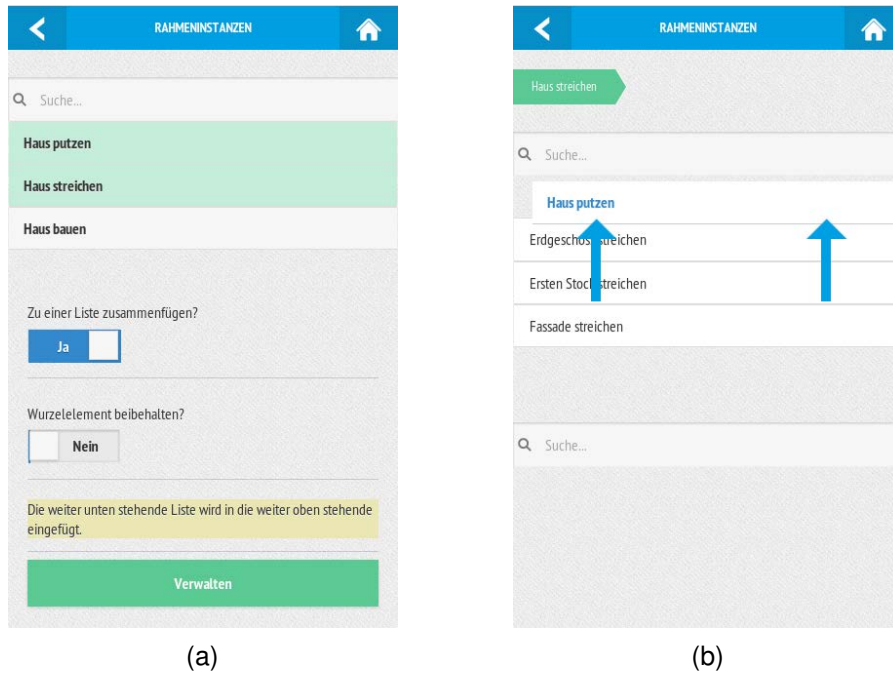 RAHMENINSTANZEN
Suche...
Haus putzen
Haus streichen
Haus bauen
Zu einer Liste zusammenfügen?
Ja
Wurzelelement beibehalten?
Nein
Die weiter unten stehende Liste wird in die weiter oben stehende
eingefügt.
Verwalten
(a)
RAHMENINSTANZEN
Haus streichen
Suche...
Haus putzen
Erdgeschoss streichen
Ersten Stock streichen
Fassade streichen
Suche...
(b)